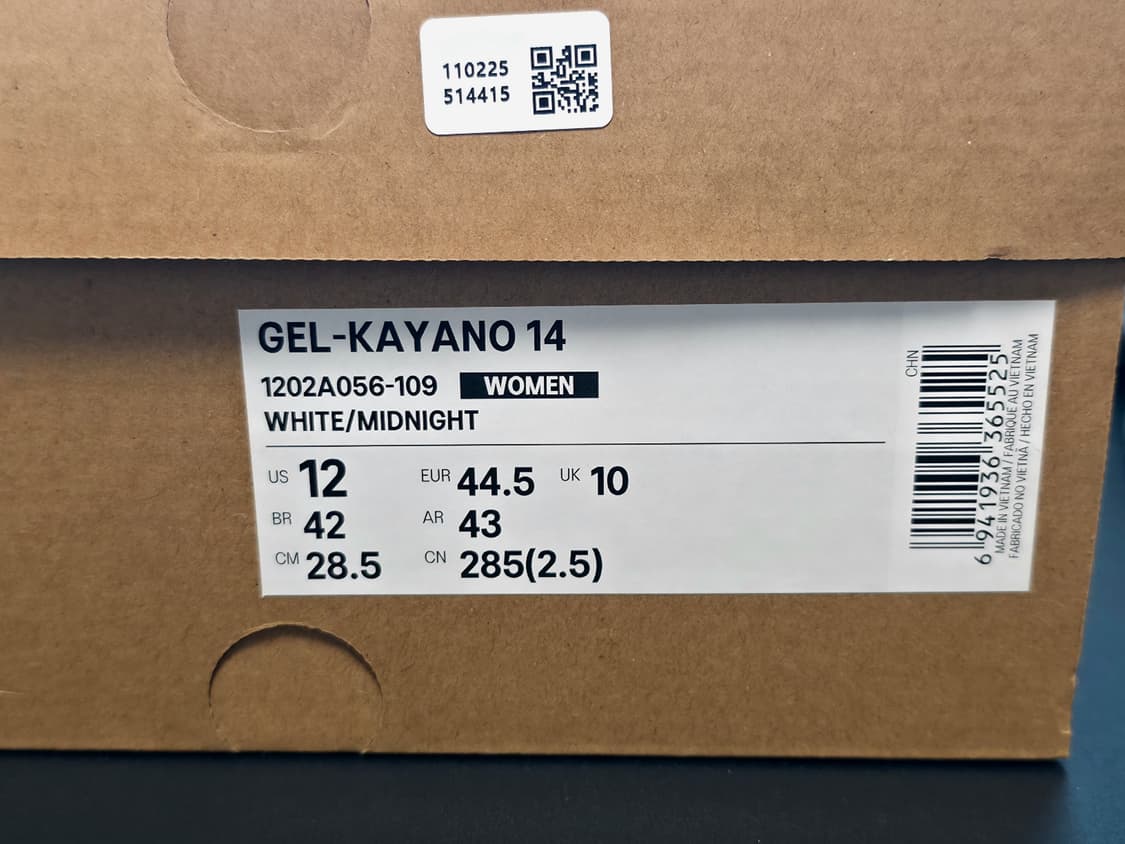 110225
514415
GEL-KAYANO 14
1202A056-109 WOMEN
WHITE/MIDNIGHT
US 12 EUR 44.5 UK 10
BR 42 AR 43
CM 28.5 CN 285(2.5)
CHN
6 941936 365525
MADE IN VIETNAM / FABRIQUÉ AU VIETNAM
FABRICADO NO VIETNÃ / HECHO EN VIETNAM